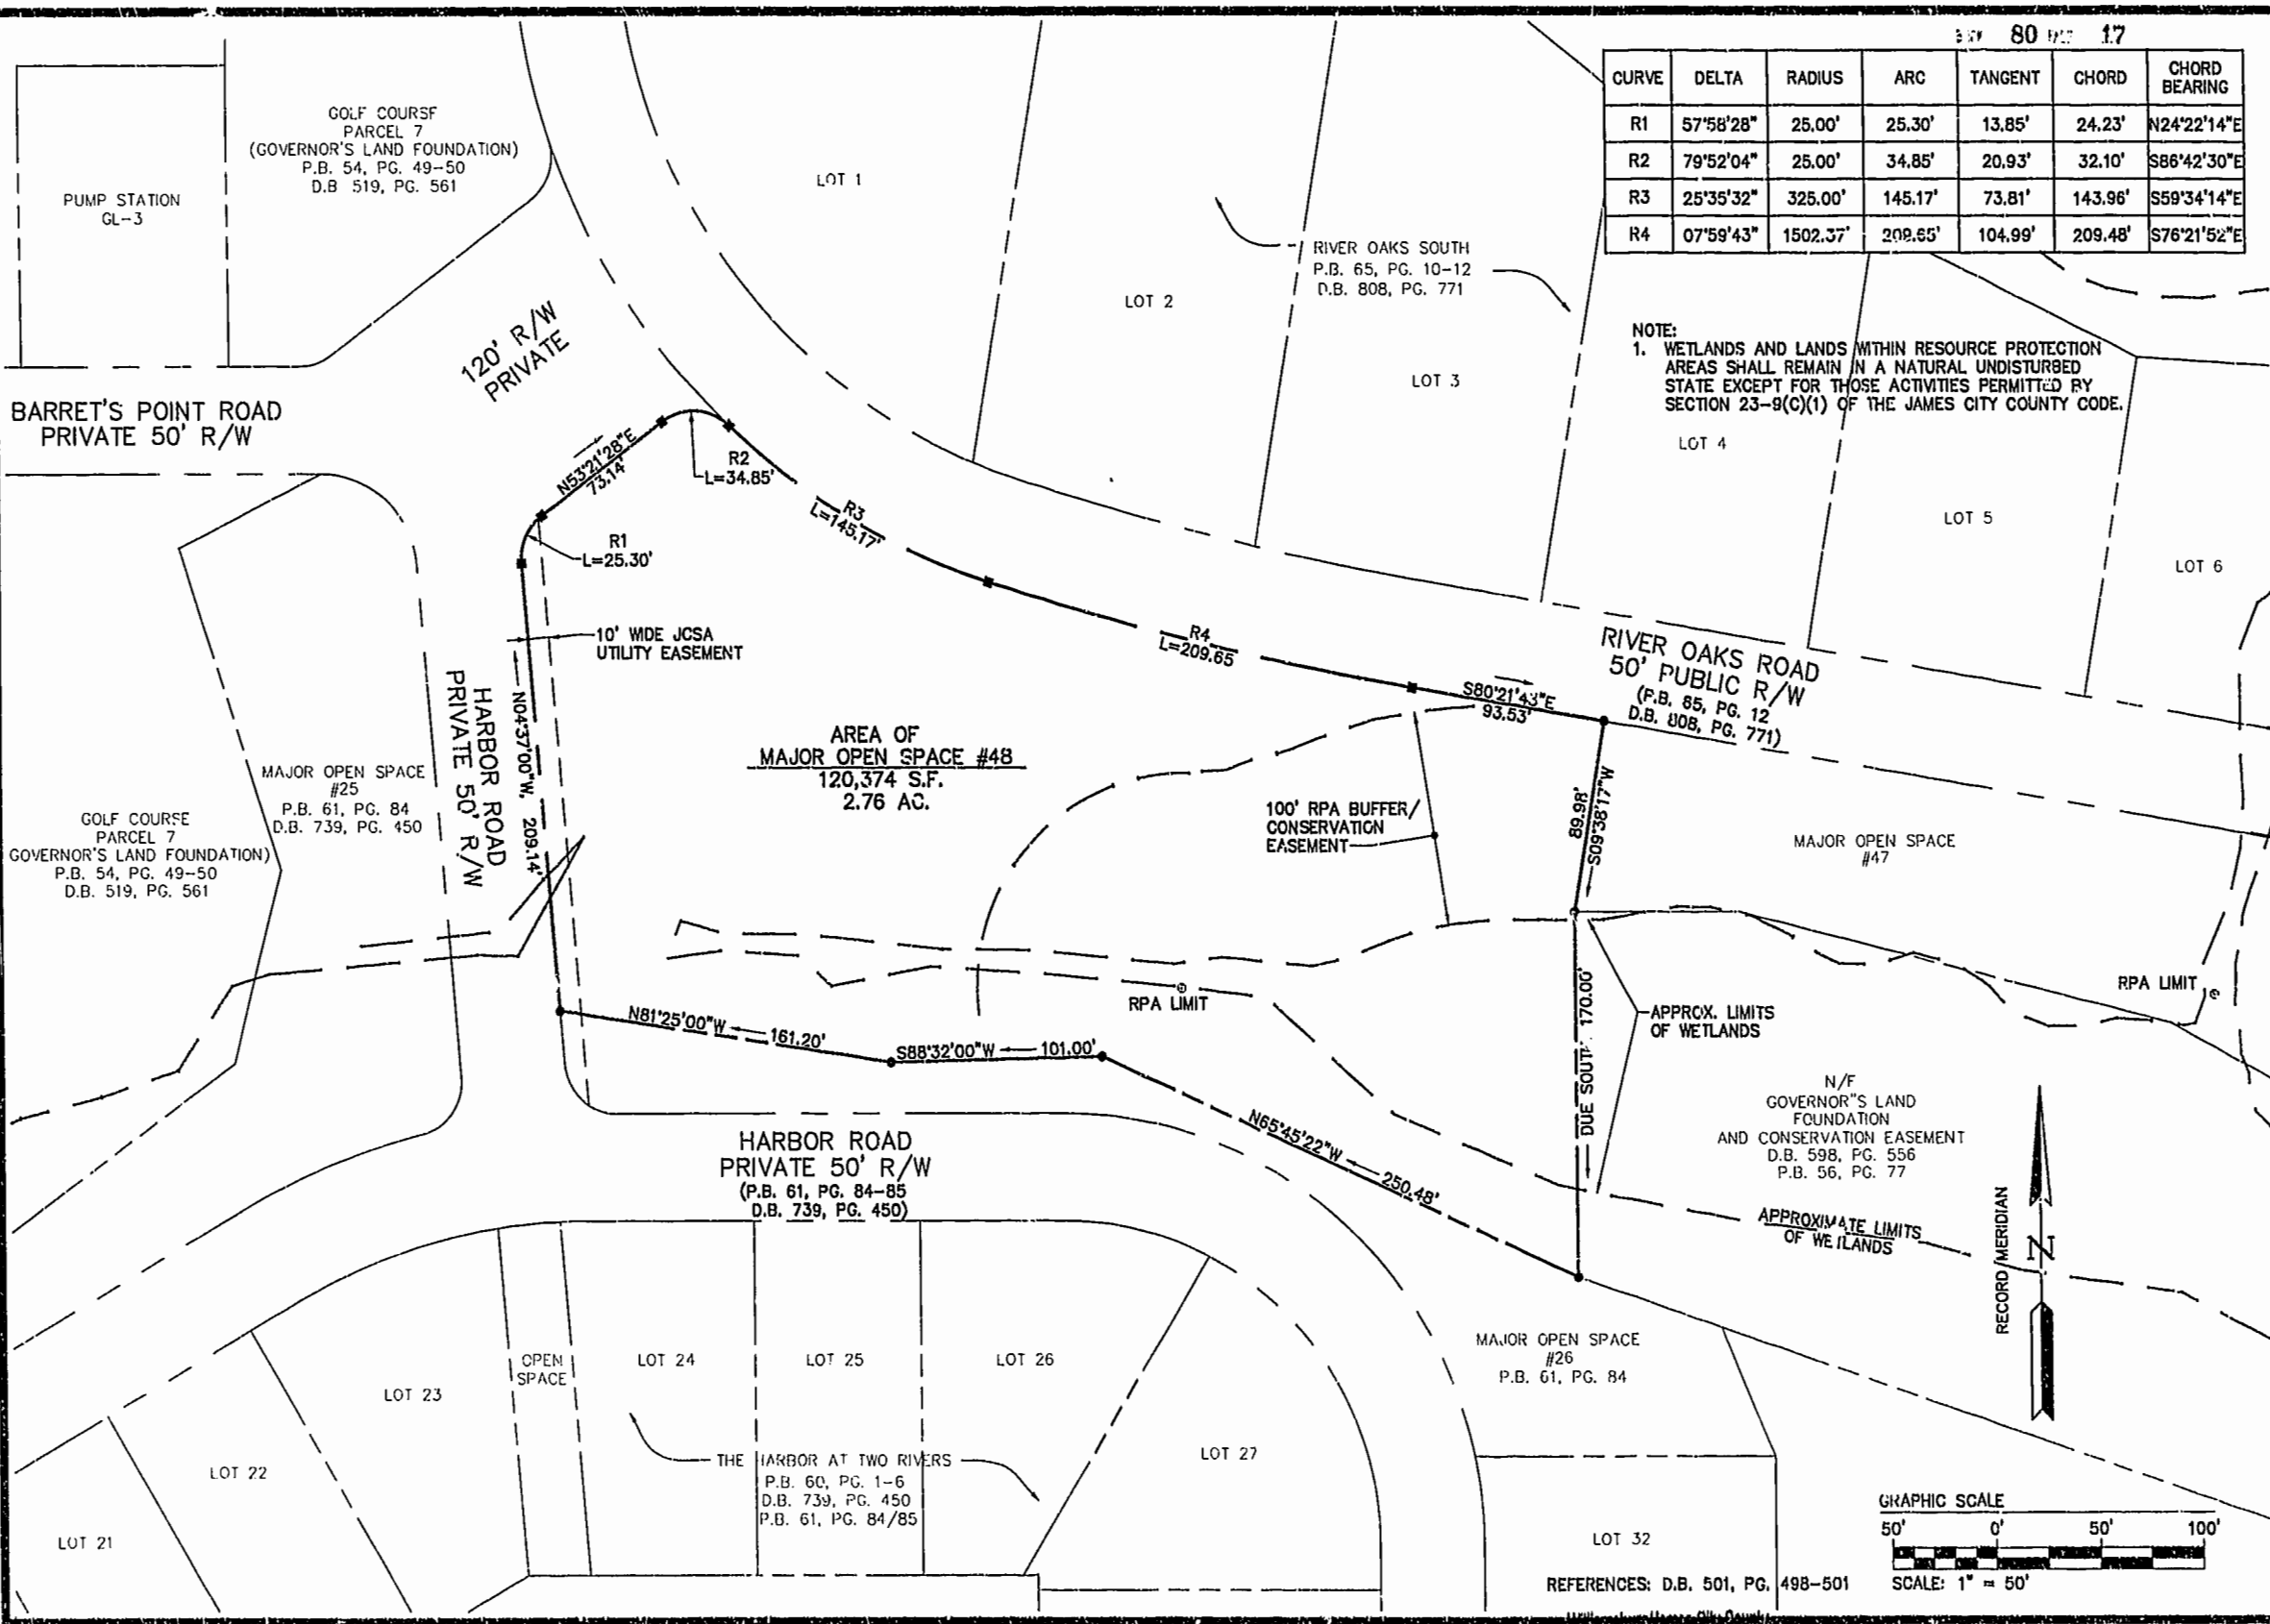 80 17
CURVE DELTA RADIUS ARC TANGENT CHORD CHORD BEARING
R1 57°58'28" 25.00' 25.30' 13.85' 24.23' N24°22'14"E
R2 79°52'04" 25.00' 34.85' 20.93' 32.10' S86°42'30"E
R3 25°35'32" 325.00' 145.17' 73.81' 143.96' S59°34'14"E
R4 07°59'43" 1502.37' 209.65' 104.99' 209.48' S76°21'52"E
GOLF COURSE
PARCEL 7
(GOVERNOR'S LAND FOUNDATION)
P.B. 54, PG. 49-50
D.B 519, PG. 561
PUMP STATION
GL-3
LOT 1
RIVER OAKS SOUTH
P.B. 65, PG. 10-12
D.B. 808, PG. 771
LOT 2
LOT 3
NOTE:
1. WETLANDS AND LANDS WITHIN RESOURCE PROTECTION
AREAS SHALL REMAIN IN A NATURAL UNDISTURBED
STATE EXCEPT FOR THOSE ACTIVITIES PERMITTED BY
SECTION 23-9(C)(1) OF THE JAMES CITY COUNTY CODE.
LOT 4
LOT 5
LOT 6
120' R/W
PRIVATE
BARRET'S POINT ROAD
PRIVATE 50' R/W
N53°21'28"E
73.14'
R2
L=34.85'
R3
L=145.17'
R1
L=25.30'
10' WIDE JCSA
UTILITY EASEMENT
R4
L=209.65
RIVER OAKS ROAD
50' PUBLIC R/W
(P.B. 65, PG. 12
D.B. 808, PG. 771)
S80°21'43"E
93.53'
HARBOR ROAD
PRIVATE 50' R/W
N04°37'00"W, 209.14'
AREA OF
MAJOR OPEN SPACE #48
120,374 S.F.
2.76 AC.
MAJOR OPEN SPACE
#25
P.B. 61, PG. 84
D.B. 739, PG. 450
GOLF COURSE
PARCEL 7
GOVERNOR'S LAND FOUNDATION)
P.B. 54, PG. 49-50
D.B. 519, PG. 561
100' RPA BUFFER/
CONSERVATION
EASEMENT
89.98'
S09°38'17"W
MAJOR OPEN SPACE
#47
RPA LIMIT
RPA LIMIT
DUE SOUTH 170.00'
APPROX. LIMITS
OF WETLANDS
N81°25'00"W 161.20'
S88°32'00"W 101.00'
N65°45'22"W 250.48'
N/F
GOVERNOR"S LAND
FOUNDATION
AND CONSERVATION EASEMENT
D.B. 598, PG. 556
P.B. 56, PG. 77
APPROXIMATE LIMITS
OF WETLANDS
RECORD MERIDIAN
N
HARBOR ROAD
PRIVATE 50' R/W
(P.B. 61, PG. 84-85
D.B. 739, PG. 450)
MAJOR OPEN SPACE
#26
P.B. 61, PG. 84
OPEN
SPACE
LOT 24
LOT 25
LOT 26
LOT 23
LOT 22
LOT 21
LOT 27
THE HARBOR AT TWO RIVERS
P.B. 60, PG. 1-6
D.B. 739, PG. 450
P.B. 61, PG. 84/85
LOT 32
GRAPHIC SCALE
50' 0' 50' 100'
SCALE: 1" = 50'
REFERENCES: D.B. 501, PG. 498-501